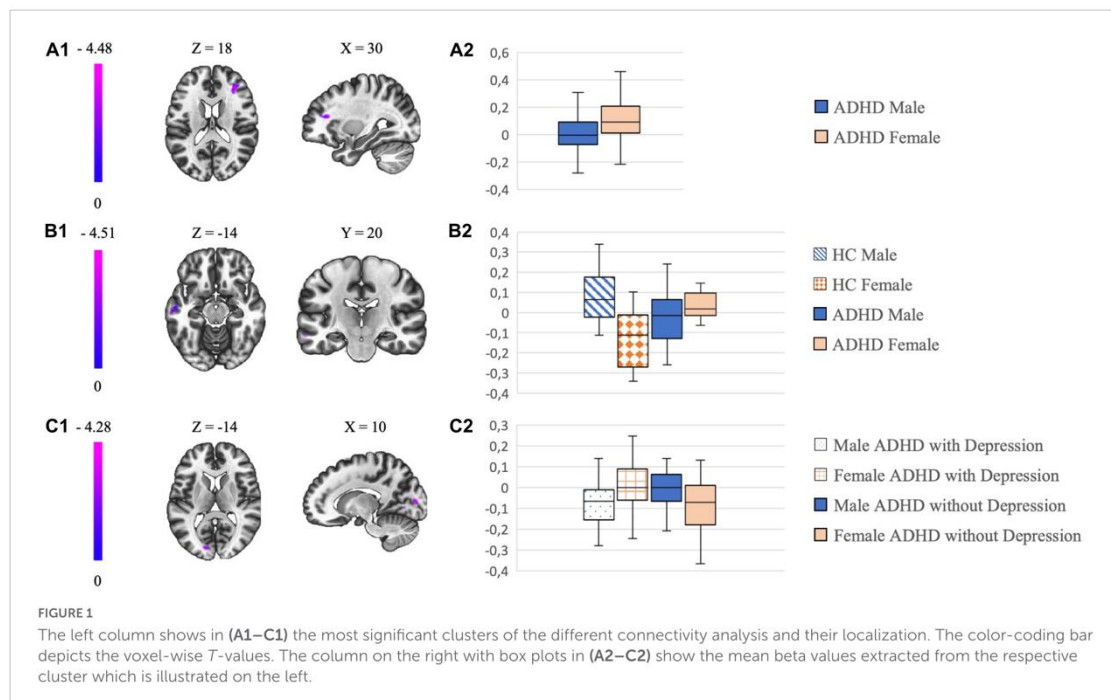 A1
- 4.48
Z = 18
X = 30
0
A2
0,6
0,4
0,2
0
-0,2
-0,4
ADHD Male
ADHD Female
B1
- 4.51
Z = -14
Y = 20
0
B2
0,4
0,3
0,2
0,1
0
-0,1
-0,2
-0,3
-0,4
HC Male
HC Female
ADHD Male
ADHD Female
C1
- 4.28
Z = -14
X = 10
0
C2
0,3
0,2
0,1
0
-0,1
-0,2
-0,3
-0,4
Male ADHD with Depression
Female ADHD with Depression
Male ADHD without Depression
Female ADHD without Depression
FIGURE 1
The left column shows in (A1–C1) the most significant clusters of the different connectivity analysis and their localization. The color-coding bar
depicts the voxel-wise T-values. The column on the right with box plots in (A2–C2) show the mean beta values extracted from the respective
cluster which is illustrated on the left.